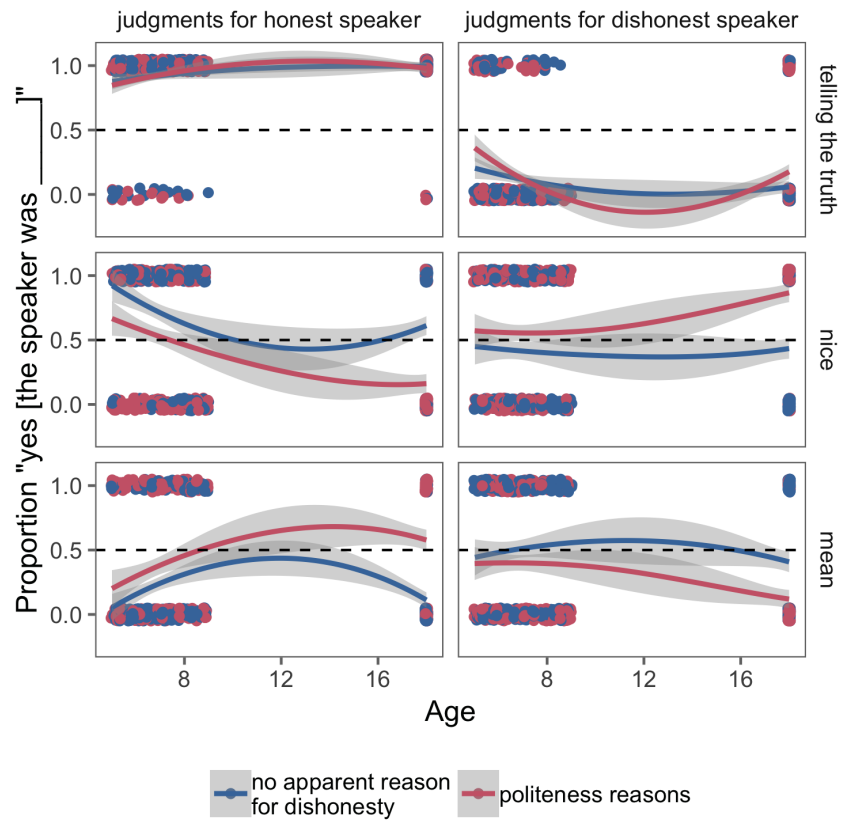 judgments for honest speaker
judgments for dishonest speaker
Proportion "yes [the speaker was _____]"
1.0
0.5
0.0
telling the truth
1.0
0.5
0.0
nice
1.0
0.5
0.0
mean
8
12
16
8
12
16
Age
no apparent reason
for dishonesty
politeness reasons